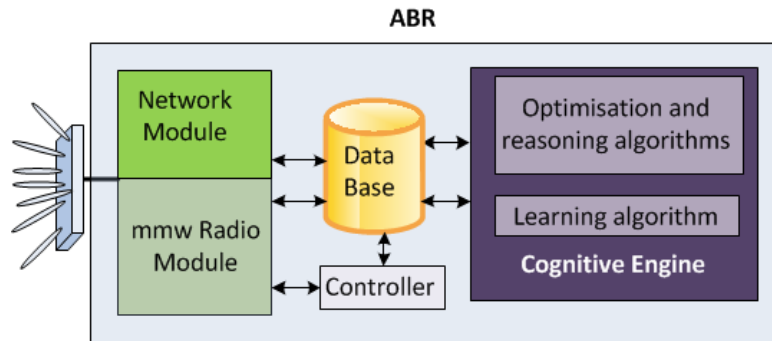 ABR
Network
Module
mmw Radio
Module
Data
Base
Controller
Optimisation and
reasoning algorithms
Learning algorithm
Cognitive Engine